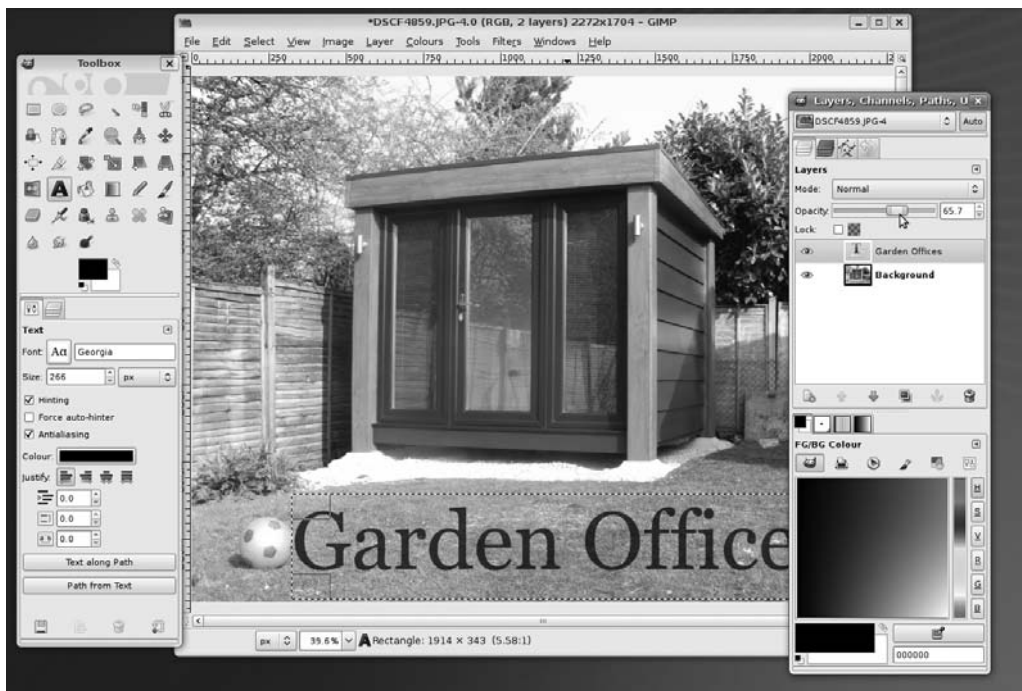 *DSCF4859.JPG-4.0 (RGB, 2 layers) 2272x1704 – GIMP
File Edit Select View Image Layer Colours Tools Filters Windows Help
0 250 500 750 1000 1250 1500 1750 2000
Toolbox
Text
Font: Aa Georgia
Size: 266 px
Hinting
Force auto-hinter
Antialiasing
Colour:
Justify:
0.0
0.0
0.0
Text along Path
Path from Text
Garden Office
px 39.6% Rectangle: 1914 × 343 (5.58:1)
Layers, Channels, Paths, U
DSCF4859.JPG-4 Auto
Layers
Mode: Normal
Opacity: 65.7
Lock:
T Garden Offices
Background
FG/BG Colour
H
S
V
R
G
B
000000